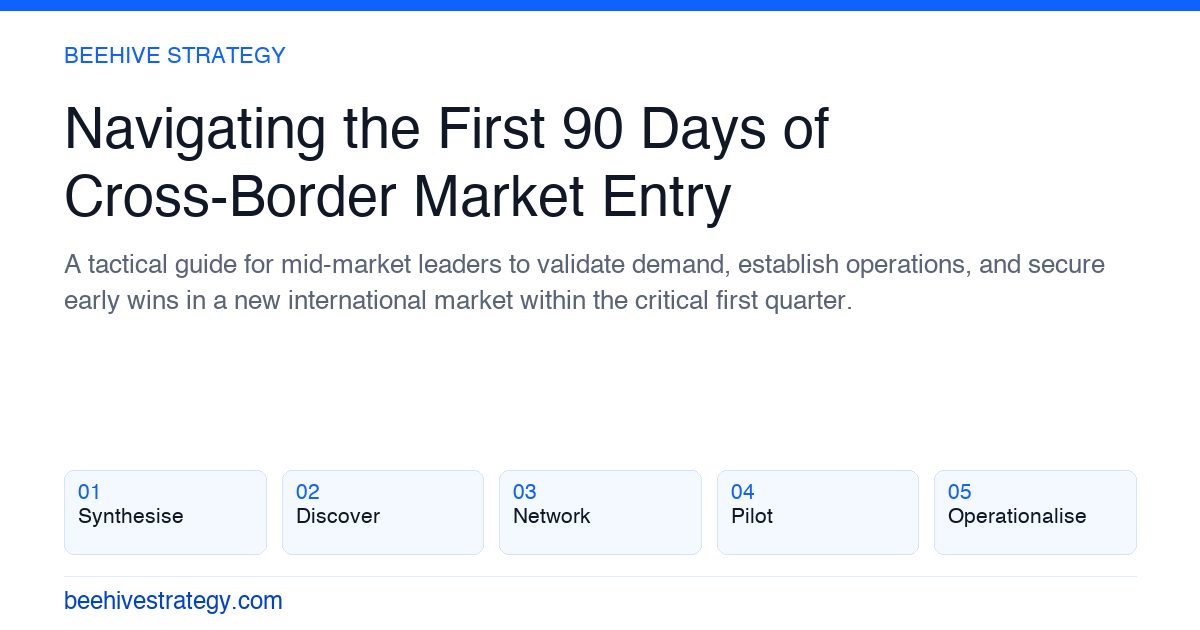 BEEHIVE STRATEGY
Navigating the First 90 Days of
Cross-Border Market Entry
A tactical guide for mid-market leaders to validate demand, establish operations, and secure
early wins in a new international market within the critical first quarter.
01
Synthesise
02
Discover
03
Network
04
Pilot
05
Operationalise
beehivestrategy.com